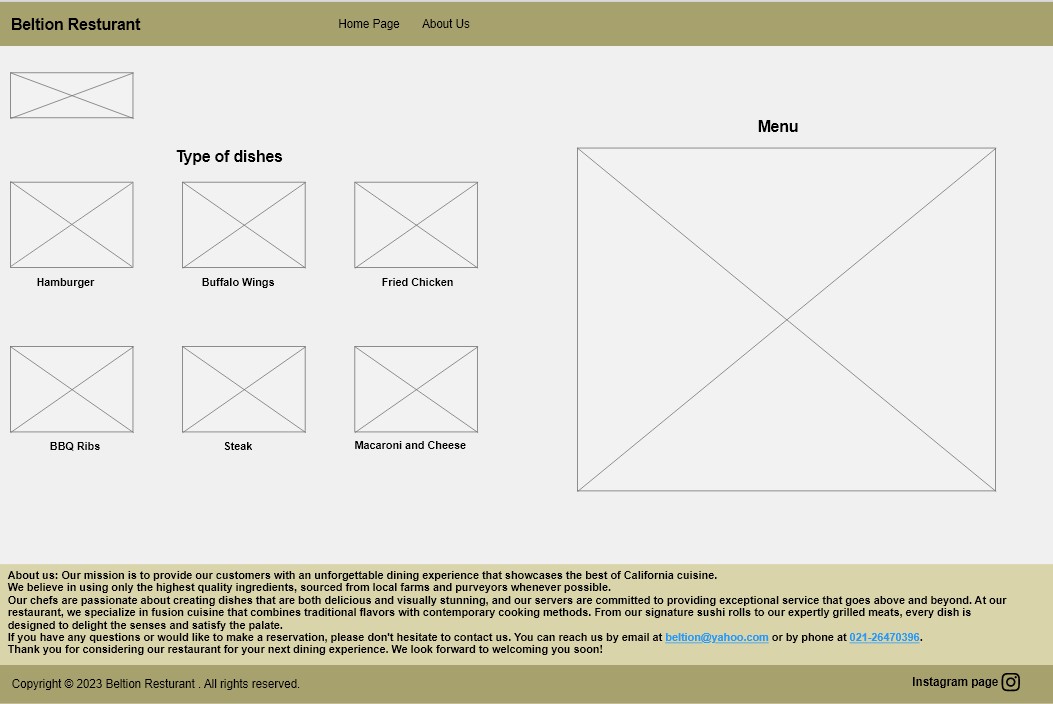 Beltion Resturant
Home Page
About Us
Type of dishes
Hamburger
Buffalo Wings
Fried Chicken
BBQ Ribs
Steak
Macaroni and Cheese
Menu
About us: Our mission is to provide our customers with an unforgettable dining experience that showcases the best of California cuisine.
We believe in using only the highest quality ingredients, sourced from local farms and purveyors whenever possible.
Our chefs are passionate about creating dishes that are both delicious and visually stunning, and our servers are committed to providing exceptional service that goes above and beyond. At our
restaurant, we specialize in fusion cuisine that combines traditional flavors with contemporary cooking methods. From our signature sushi rolls to our expertly grilled meats, every dish is
designed to delight the senses and satisfy the palate.
If you have any questions or would like to make a reservation, please don't hesitate to contact us. You can reach us by email at beltion@yahoo.com or by phone at 021-26470396.
Thank you for considering our restaurant for your next dining experience. We look forward to welcoming you soon!
Copyright © 2023 Beltion Resturant . All rights reserved.
Instagram page